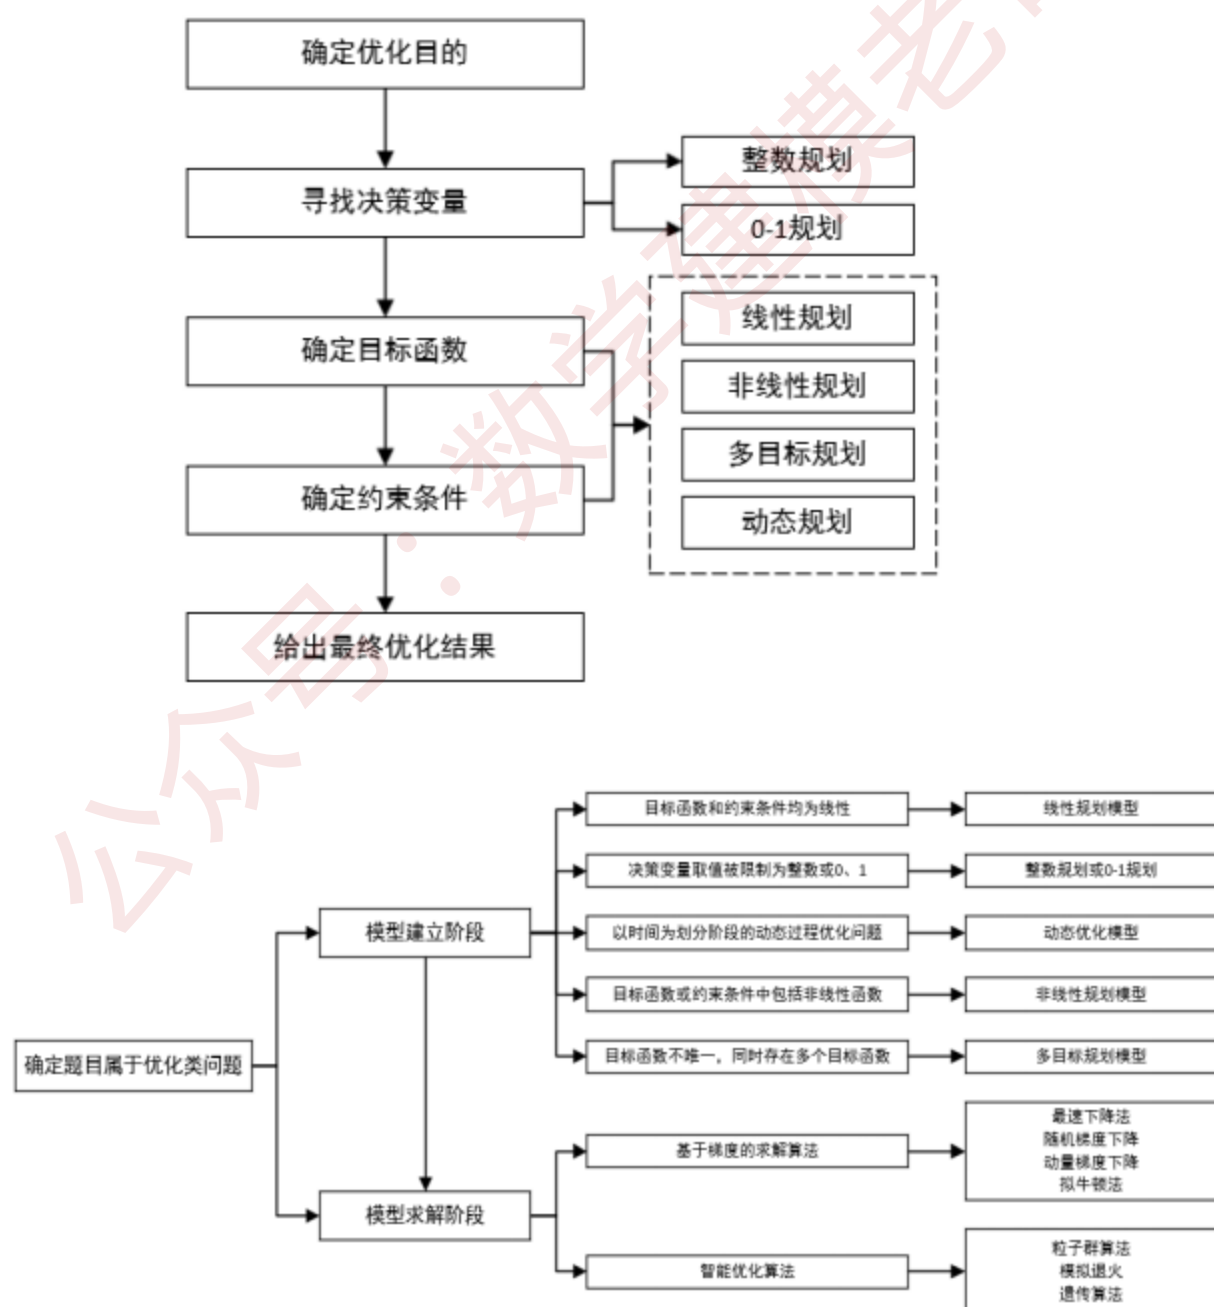 确定优化目的
寻找决策变量
整数规划
0-1规划
确定目标函数
确定约束条件
线性规划
非线性规划
多目标规划
动态规划
给出最终优化结果
公众号：数学建模老
确定题目属于优化类问题
模型建立阶段
目标函数和约束条件均为线性
线性规划模型
决策变量取值被限制为整数或0、1
整数规划或0-1规划
以时间为划分阶段的动态过程优化问题
动态优化模型
目标函数或约束条件中包括非线性函数
非线性规划模型
目标函数不唯一，同时存在多个目标函数
多目标规划模型
模型求解阶段
基于梯度的求解算法
最速下降法
随机梯度下降
动量梯度下降
拟牛顿法
智能优化算法
粒子群算法
模拟退火
遗传算法